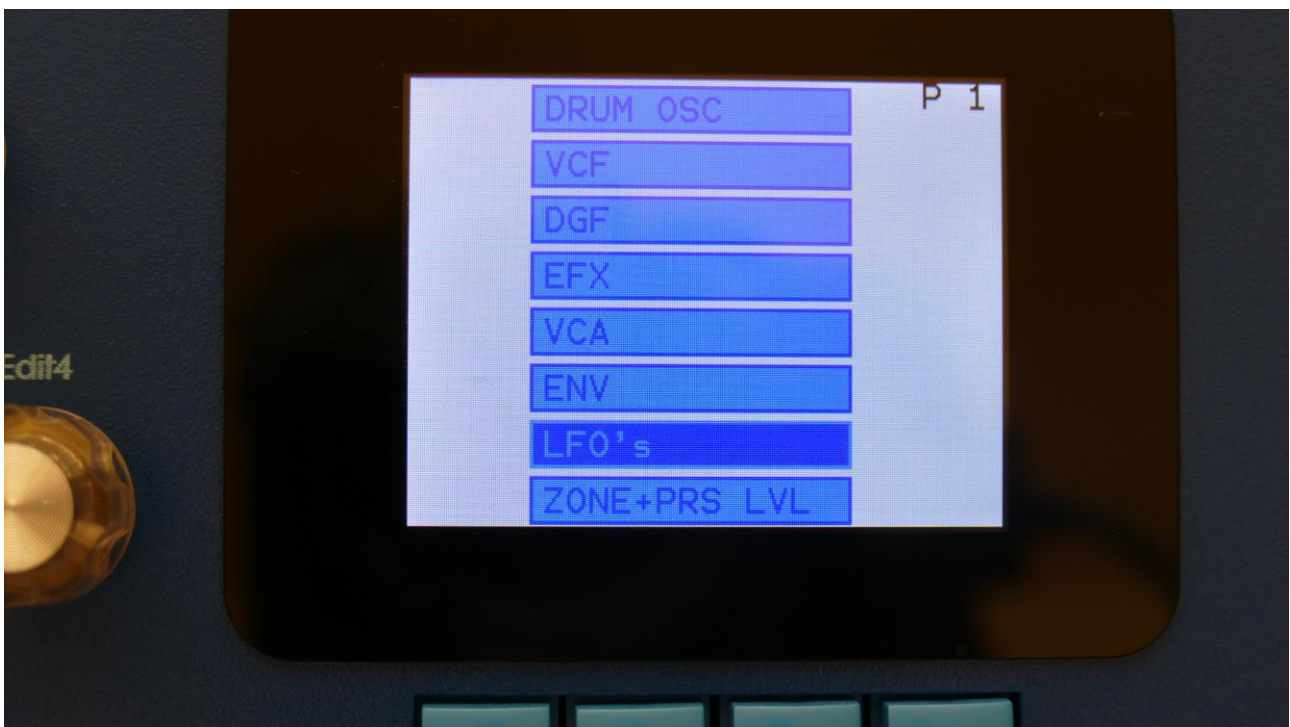 P 1
DRUM OSC
VCF
DGF
EFX
VCA
ENV
LFO's
ZONE+PRS LVL
Edit4